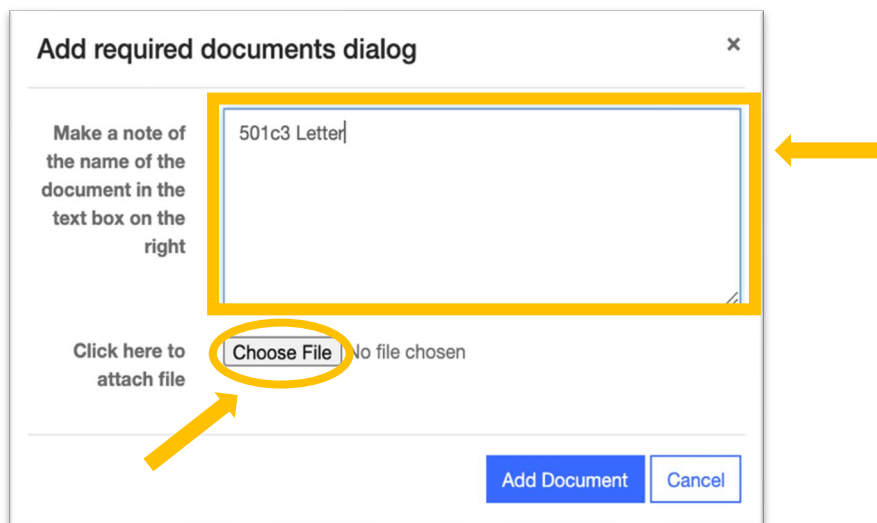 Add required documents dialog ×
Make a note of
the name of the
document in the
text box on the
right
501c3 Letter
Click here to
attach file
Choose File No file chosen
Add Document Cancel